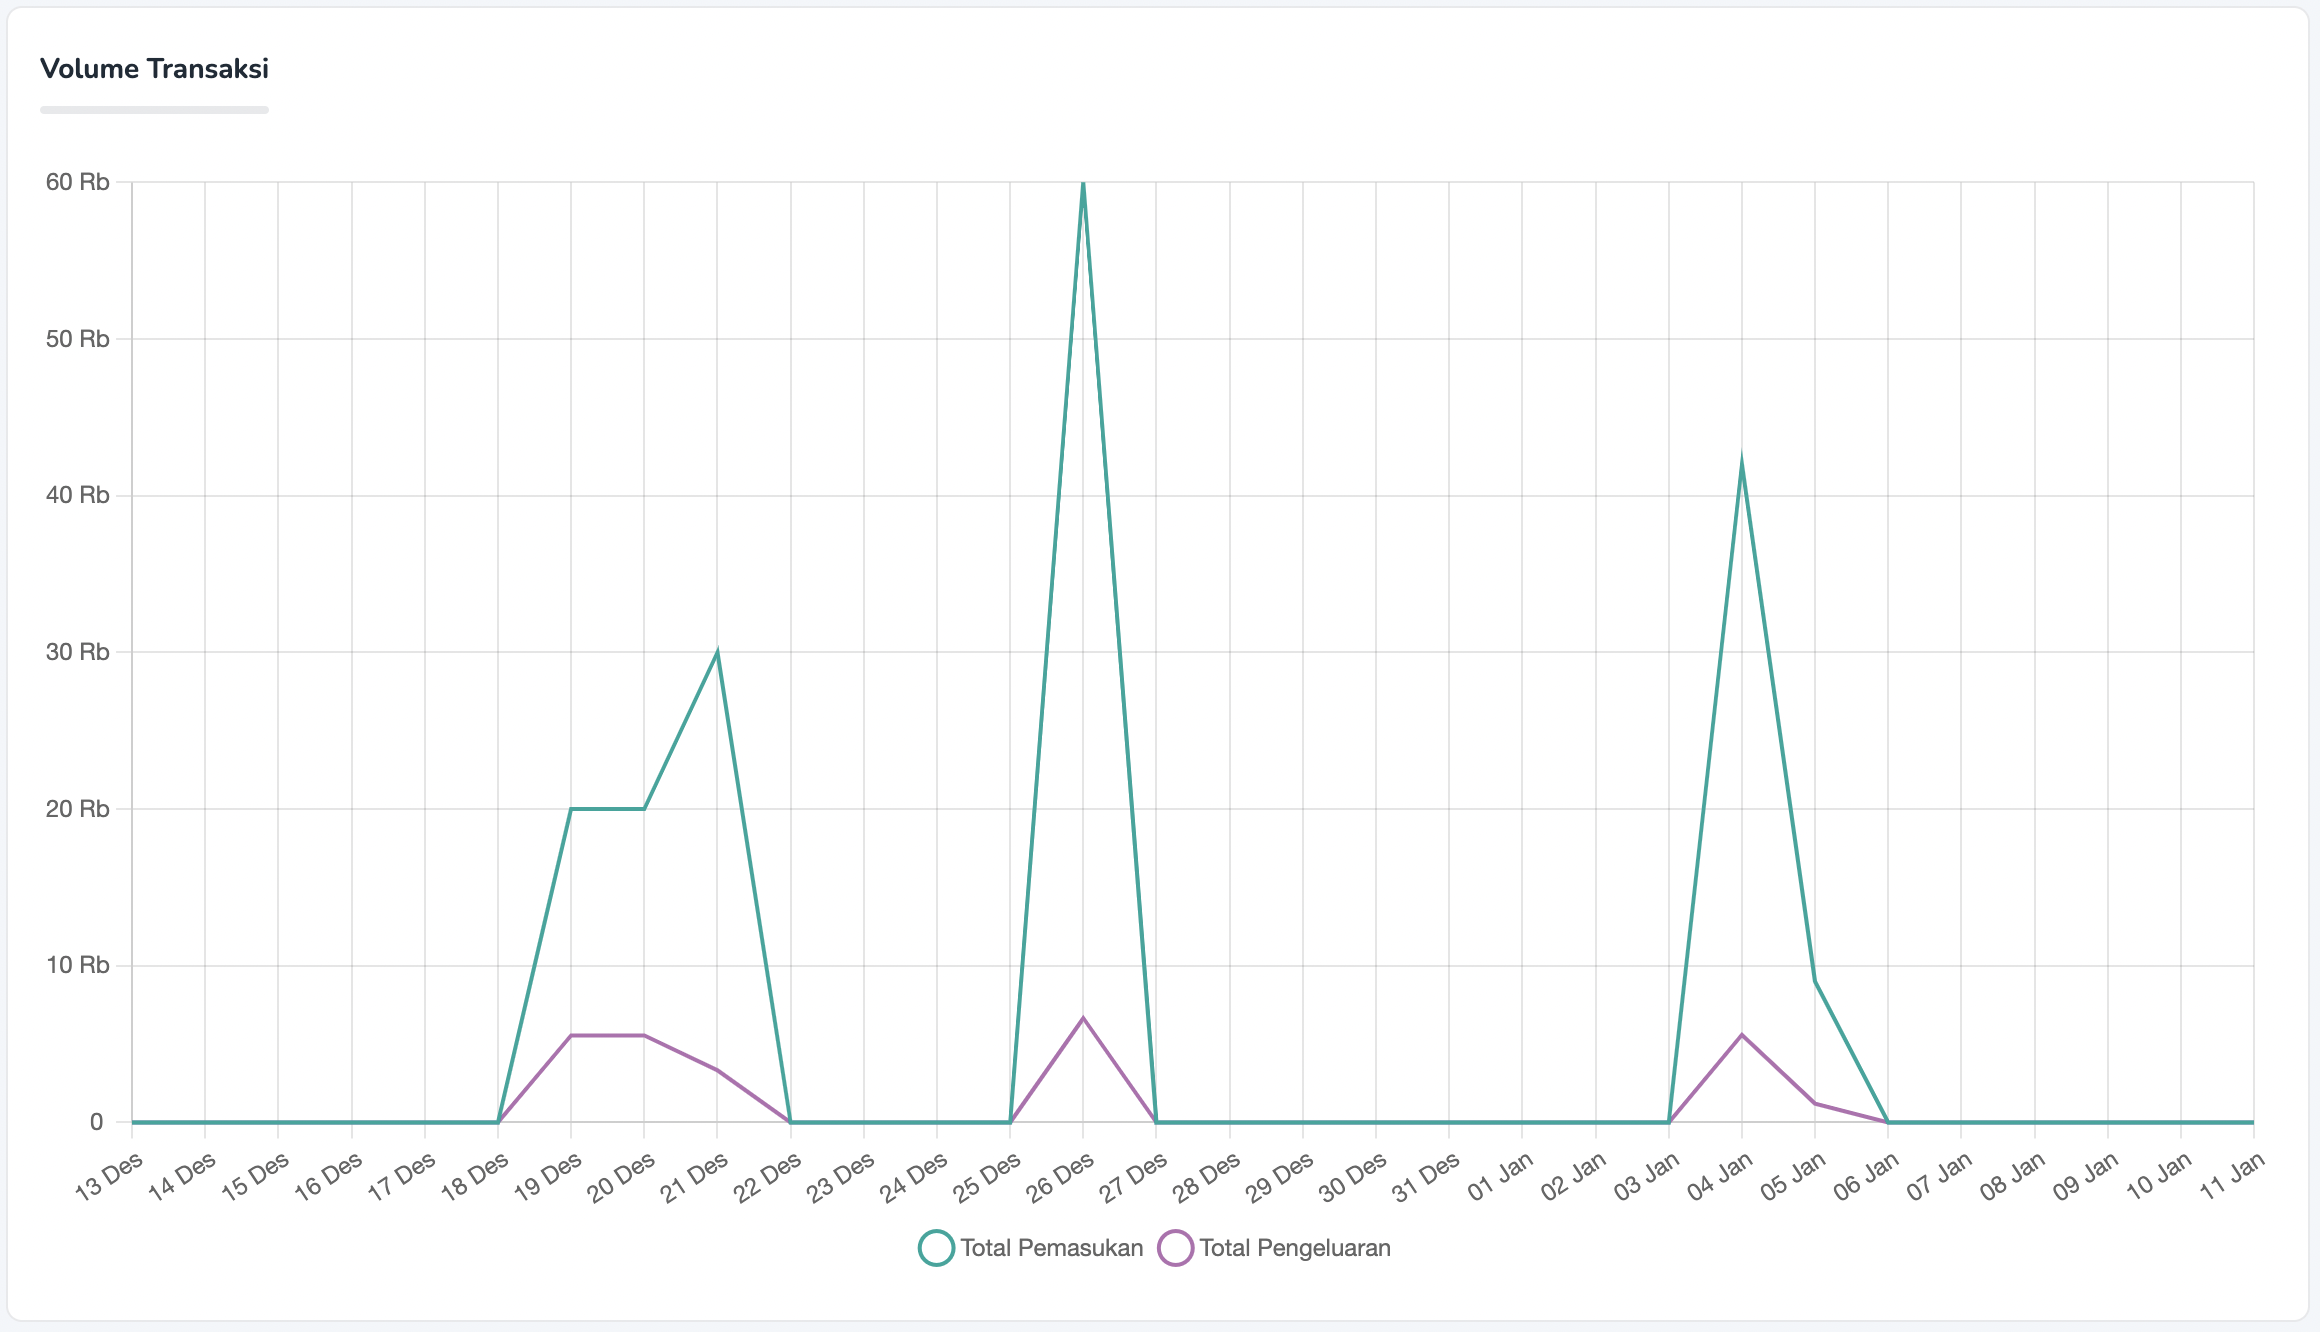 Volume Transaksi
60 Rb
50 Rb
40 Rb
30 Rb
20 Rb
10 Rb
0
13 Des
14 Des
15 Des
16 Des
17 Des
18 Des
19 Des
20 Des
21 Des
22 Des
23 Des
24 Des
25 Des
26 Des
27 Des
28 Des
29 Des
30 Des
31 Des
01 Jan
02 Jan
03 Jan
04 Jan
05 Jan
06 Jan
07 Jan
08 Jan
09 Jan
10 Jan
11 Jan
Total Pemasukan
Total Pengeluaran